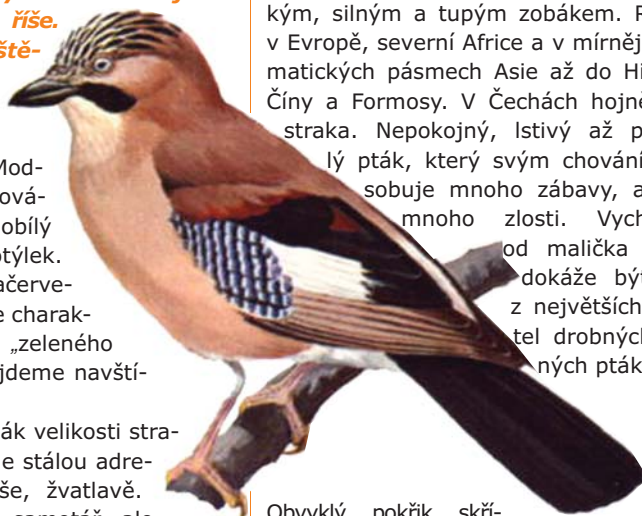 říše.
ště-
Mod-
ová-
obílý
otýlek.
ačerve-
e charak-
„zeleného
jdeme navští-
ák velikosti stra-
e stálou adre-
še, žvatlavě.
kým, silným a tupým zobákem. R
v Evropě, severní Africe a v mírněj
matických pásmech Asie až do Hi
Číny a Formosy. V Čechách hojně
straka. Nepokojný, lstivý až p
lý pták, který svým chování
sobuje mnoho zábavy, a
mnoho zlosti. Vych
od malička
dokáže být
z největších
tel drobných
ných pták
Obvyklý pokřik skří-